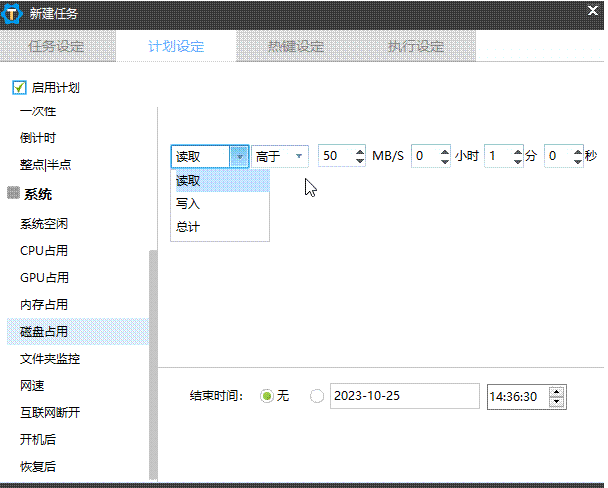 新建任务
任务设定 计划设定 热键设定 执行设定
启用计划
一次性
倒计时
整点|半点
系统
系统空闲
CPU占用
GPU占用
内存占用
磁盘占用
文件夹监控
网速
互联网断开
开机后
恢复后
读取 高于 50 MB/S 0 小时 1 分 0 秒
读取
写入
总计
结束时间： 无 2023-10-25 14:36:30